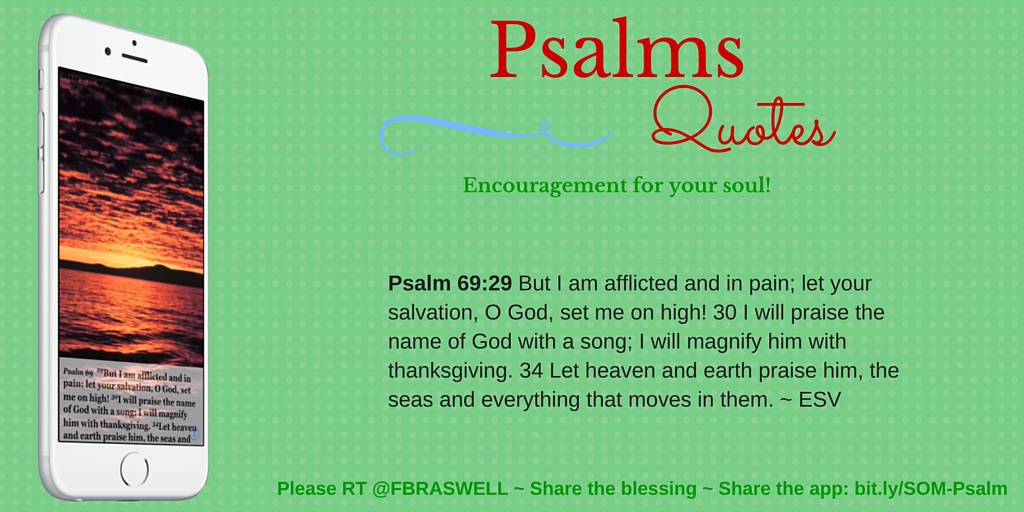 Psalms
Quotes
Encouragement for your soul!
Psalm 69:29 But I am afflicted and in pain; let your
salvation, O God, set me on high! 30 I will praise the
name of God with a song; I will magnify him with
thanksgiving. 34 Let heaven and earth praise him, the
seas and everything that moves in them. ~ ESV
Psalm 69 29But I am afflicted and in
pain; let your salvation, O God, set
me on high! 30I will praise the name
of God with a song; I will magnify
him with thanksgiving. 34Let heaven
and earth praise him, the seas and
Please RT @FBRASWELL ~ Share the blessing ~ Share the app: bit.ly/SOM-Psalm